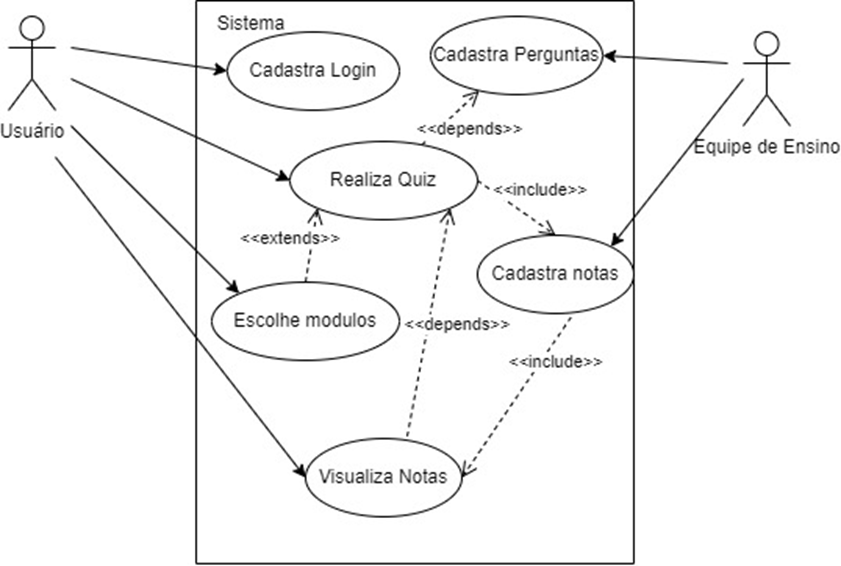 Sistema
Cadastra Login
Cadastra Perguntas
Usuário
<<depends>>
Equipe de Ensino
Realiza Quiz
<<include>>
<<extends>>
Cadastra notas
Escolhe modulos
<<depends>>
<<include>>
Visualiza Notas